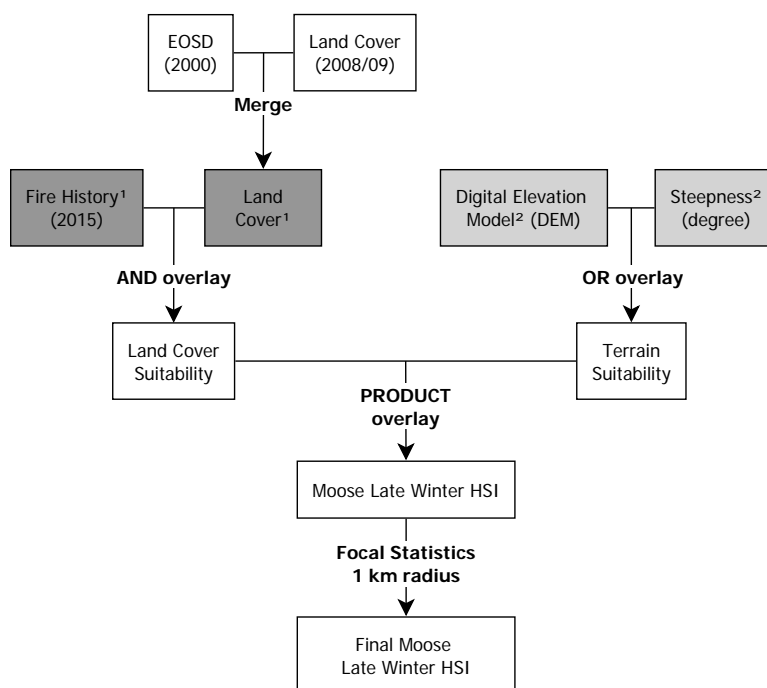 EOSD
(2000)
Land Cover
(2008/09)
Merge
Fire History¹
(2015)
Land
Cover¹
Digital Elevation
Model² (DEM)
Steepness²
(degree)
AND overlay
OR overlay
Land Cover
Suitability
Terrain
Suitability
PRODUCT
overlay
Moose Late Winter HSI
Focal Statistics
1 km radius
Final Moose
Late Winter HSI